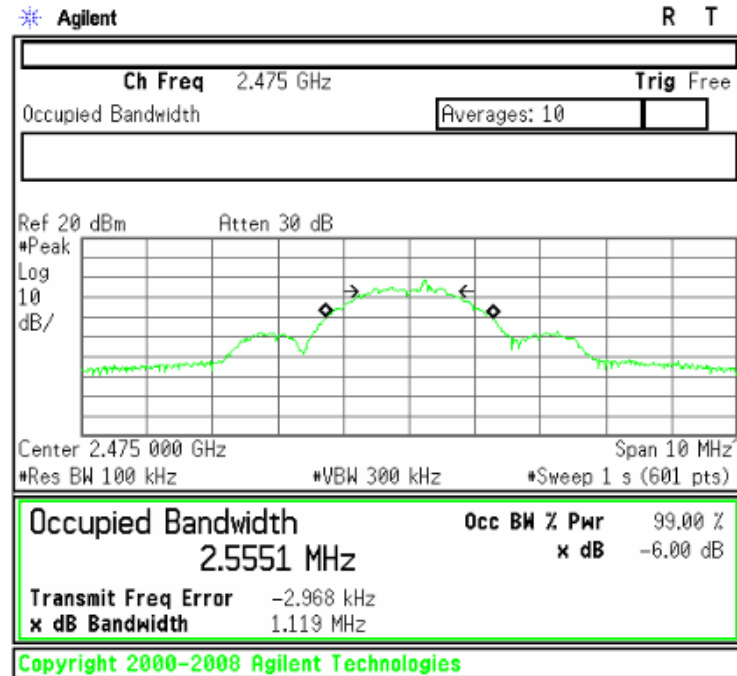 Agilent R T
Ch Freq 2.475 GHz Trig Free
Occupied Bandwidth Averages: 10
Ref 20 dBm Atten 30 dB
#Peak
Log
10
dB/
Center 2.475 000 GHz Span 10 MHz
#Res BW 100 kHz #VBW 300 kHz #Sweep 1 s (601 pts)
Occupied Bandwidth Occ BW % Pwr 99.00 %
2.5551 MHz x dB -6.00 dB
Transmit Freq Error -2.968 kHz
x dB Bandwidth 1.119 MHz
Copyright 2000-2008 Agilent Technologies